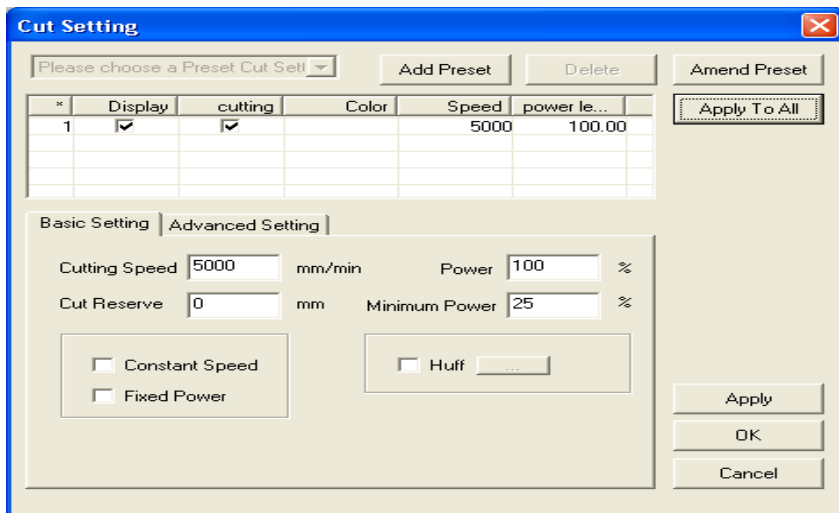 Cut Setting
Please choose a Preset Cut Sett Add Preset Delete Amend Preset
* Display cutting Color Speed power le... Apply To All
1 5000 100.00
Basic Setting Advanced Setting
Cutting Speed 5000 mm/min Power 100 %
Cut Reserve 0 mm Minimum Power 25 %
Constant Speed Huff ...
Fixed Power
Apply
OK
Cancel